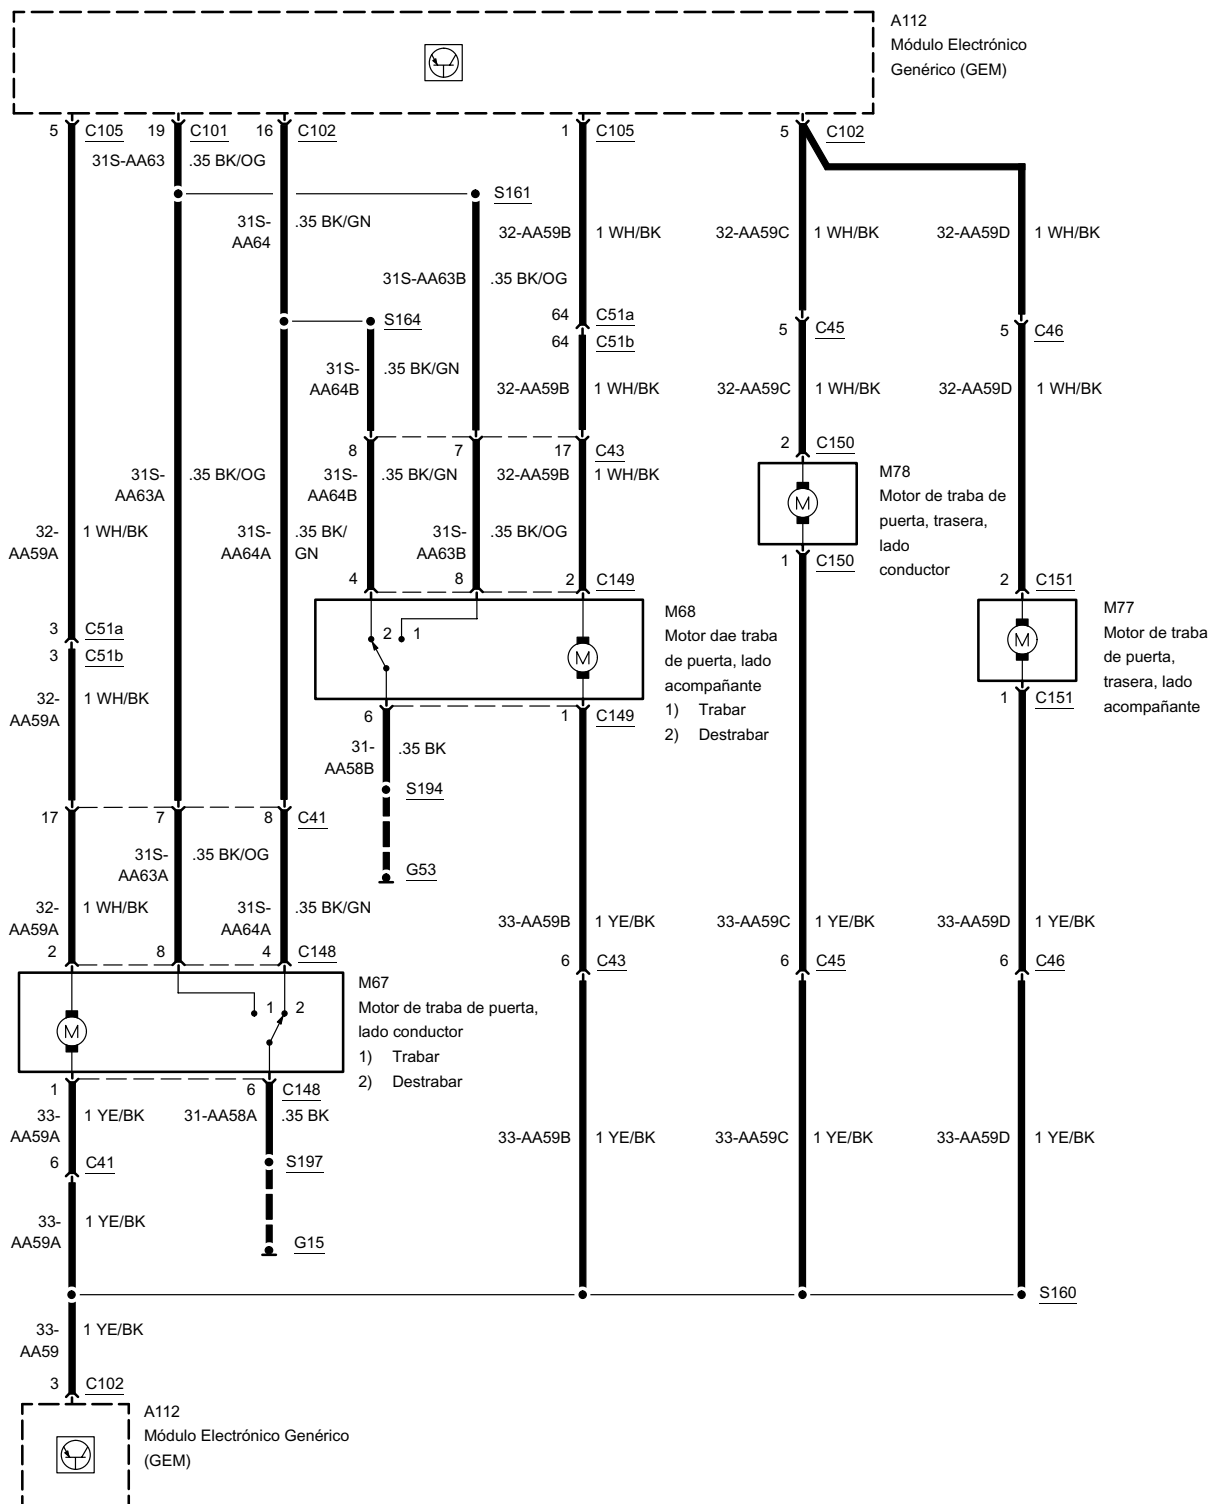 A112
Módulo Electrónico
Genérico (GEM)
5 C105 19 C101 16 C102 1 C105 5 C102
31S-AA63 .35 BK/OG
S161
31S- .35 BK/GN
AA64
32-AA59B 1 WH/BK 32-AA59C 1 WH/BK 32-AA59D 1 WH/BK
31S-AA63B .35 BK/OG
64 C51a
S164
5 C45 5 C46
64 C51b
31S- .35 BK/GN
AA64B
32-AA59B 1 WH/BK 32-AA59C 1 WH/BK 32-AA59D 1 WH/BK
2 C150
8 7 17 C43
31S- .35 BK/OG 31S- .35 BK/GN 32-AA59B 1 WH/BK
AA63A AA64B
M78
Motor de traba de
puerta, trasera,
lado
conductor
32- 1 WH/BK 31S- .35 BK/ 31S- .35 BK/OG
AA59A AA64A GN AA63B
1 C150
4 8 2 C149 2 C151
M68
Motor dae traba
de puerta, lado
acompañante
1) Trabar
2) Destrabar
M77
Motor de traba
de puerta,
trasera, lado
acompañante
3 C51a
2 1 M M M
3 C51b
32- 1 WH/BK
AA59A
1 C151
6 1 C149
31- .35 BK
AA58B
S194
17 7 8 C41
31S- .35 BK/OG
AA63A
G53
32- 1 WH/BK 31S- .35 BK/GN
AA59A AA64A
33-AA59B 1 YE/BK 33-AA59C 1 YE/BK 33-AA59D 1 YE/BK
2 8 4 C148 6 C43 6 C45 6 C46
M67
Motor de traba de puerta,
lado conductor
1) Trabar
2) Destrabar
M 1 2
1 6 C148
33- 1 YE/BK 31-AA58A .35 BK
AA59A
33-AA59B 1 YE/BK 33-AA59C 1 YE/BK 33-AA59D 1 YE/BK
6 C41 S197
33- 1 YE/BK
AA59A
G15
S160
33- 1 YE/BK
AA59
3 C102
A112
Módulo Electrónico Genérico
(GEM)